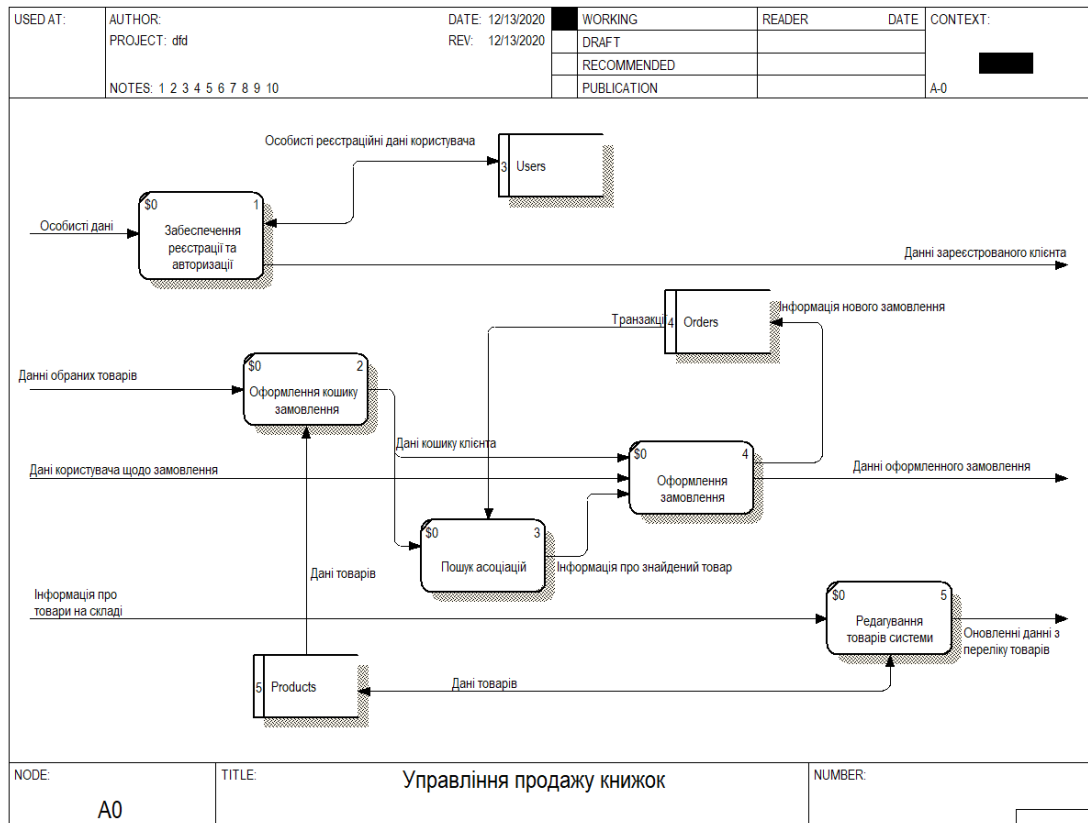 USED AT:
AUTHOR:
DATE: 12/13/2020
WORKING
READER
DATE
CONTEXT:
PROJECT: dfd
REV: 12/13/2020
DRAFT
RECOMMENDED
NOTES: 1 2 3 4 5 6 7 8 9 10
PUBLICATION
A-0
Особисті реєстраційні дані користувача
3 Users
$0 1
Забеспечення
реєстрації та
авторизації
Особисті дані
Данні зареєстрованого клієнта
Транзакції
4 Orders
Інформація нового замовлення
Данні обраних товарів
$0 2
Оформлення кошику
замовлення
Дані кошику клієнта
Дані користувача щодо замовлення
$0 4
Оформлення
замовлення
Данні оформленного замовлення
$0 3
Пошук асоціацій
Інформація про знайдений товар
Дані товарів
Інформація про
товари на складі
$0 5
Редагування
товарів системи
Оновленні данні з
переліку товарів
5 Products
Дані товарів
NODE:
A0
TITLE:
Управління продажу книжок
NUMBER: